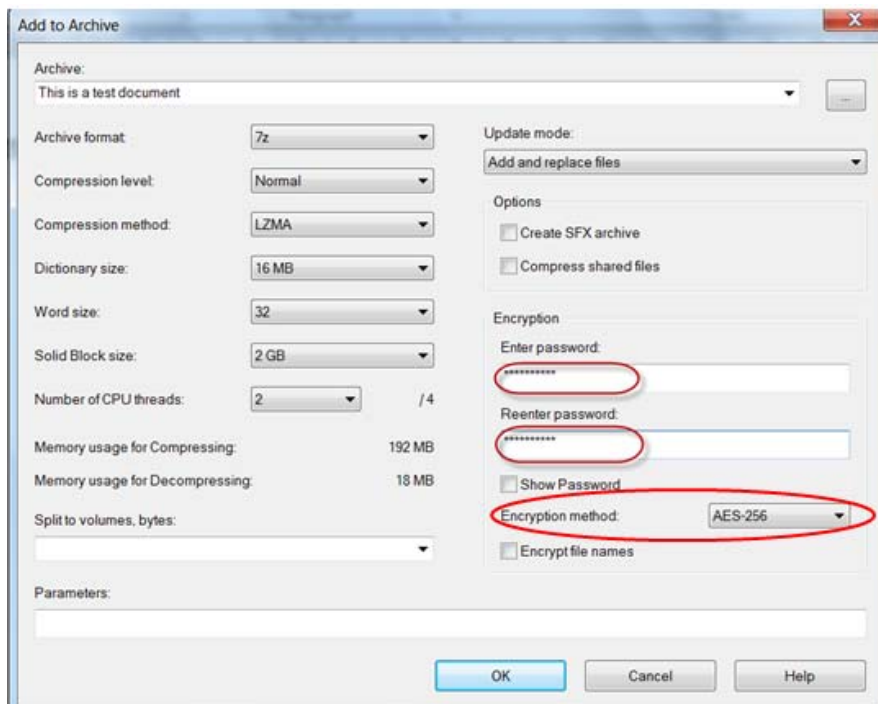 Add to Archive
X
Archive:
This is a test document
...
Archive format:
7z
Compression level:
Normal
Compression method:
LZMA
Dictionary size:
16 MB
Word size:
32
Solid Block size:
2 GB
Number of CPU threads:
2
/ 4
Memory usage for Compressing:
192 MB
Memory usage for Decompressing:
18 MB
Split to volumes, bytes:
Parameters:
Update mode:
Add and replace files
Options
Create SFX archive
Compress shared files
Encryption
Enter password:
**********
Reenter password:
**********
Show Password
Encryption method:
AES-256
Encrypt file names
OK
Cancel
Help